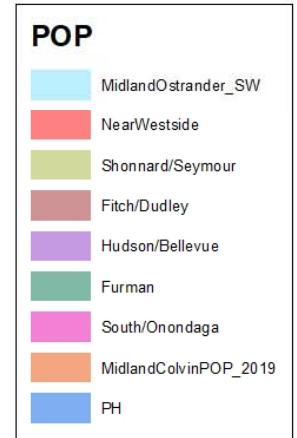 POP
MidlandOstrander_SW
NearWestside
Shonnard/Seymour
Fitch/Dudley
Hudson/Bellevue
Furman
South/Onondaga
MidlandColvinPOP_2019
PH